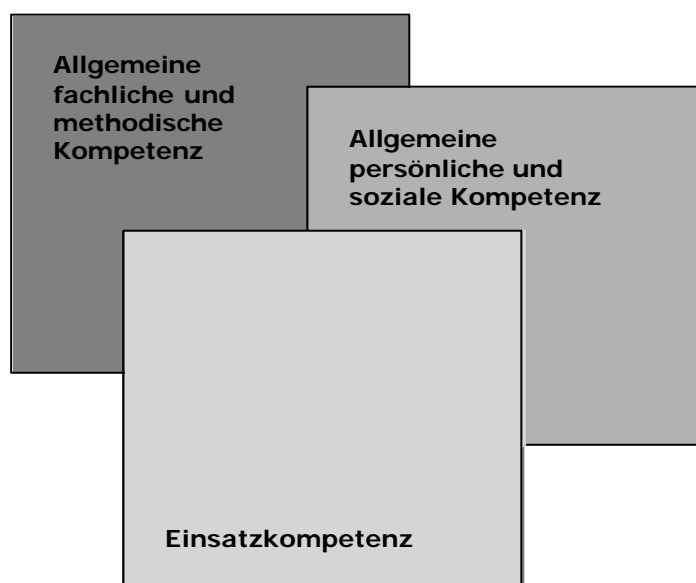 Allgemeine
fachliche und
methodische
Kompetenz
Allgemeine
persönliche und
soziale Kompetenz
Einsatzkompetenz